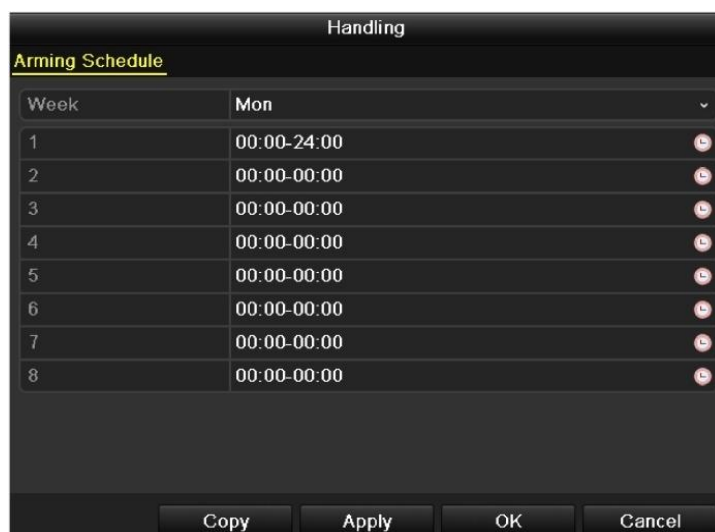 Handling
Arming Schedule
Week Mon
1 00:00-24:00
2 00:00-00:00
3 00:00-00:00
4 00:00-00:00
5 00:00-00:00
6 00:00-00:00
7 00:00-00:00
8 00:00-00:00
Copy Apply OK Cancel